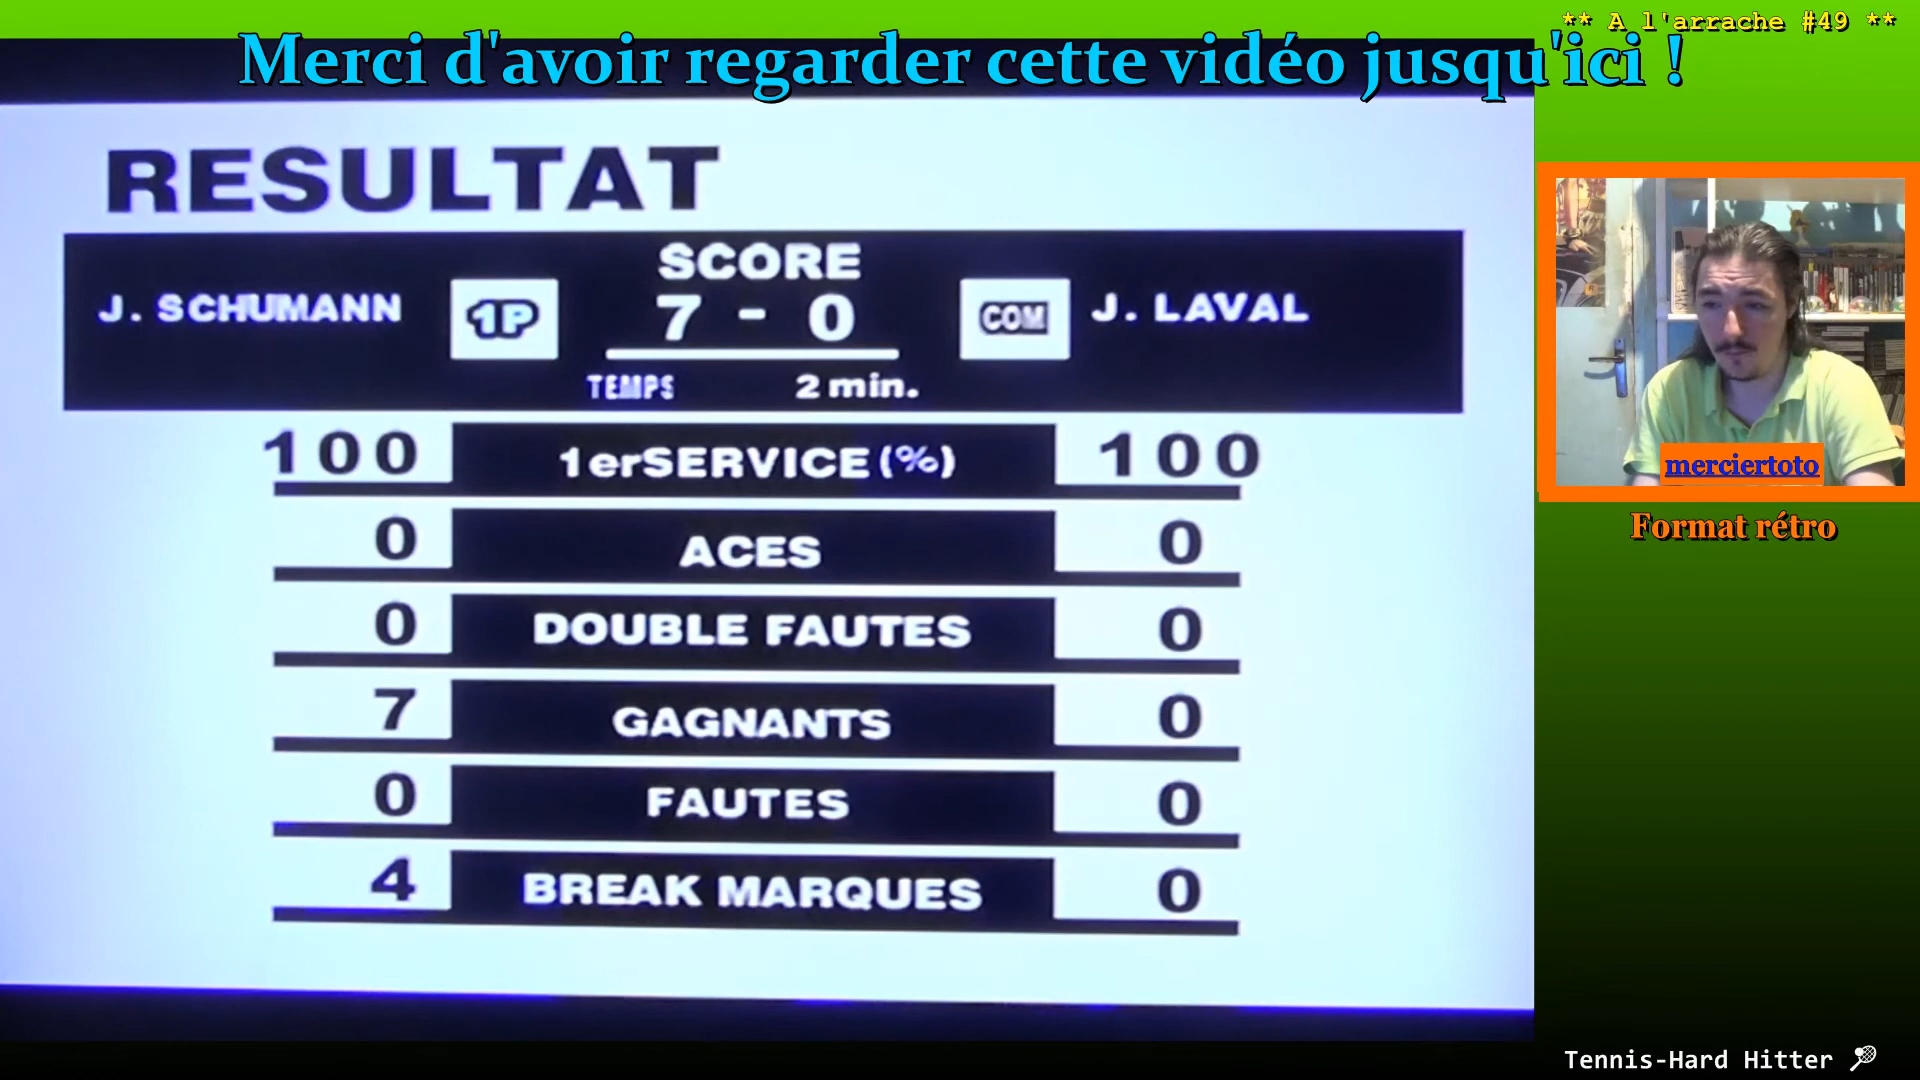 ** A l'arrache #49 **
Merci d'avoir regarder cette vidéo jusqu'ici !
RESULTAT
SCORE
J. SCHUMANN 1P 7 - 0 COM J. LAVAL
TEMPS 2 min.
100 1erSERVICE (%) 100
0 ACES 0
0 DOUBLE FAUTES 0
7 GAGNANTS 0
0 FAUTES 0
4 BREAK MARQUES 0
merciertoto
Format rétro
Tennis-Hard Hitter